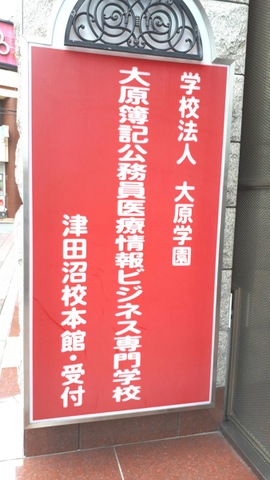 学校法人 大原学園
大原簿記公務員医療情報ビジネス専門学校
津田沼校本館・受付